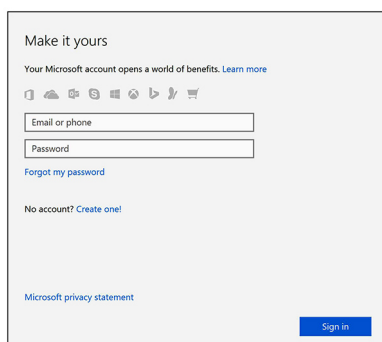 Make it yours
Your Microsoft account opens a world of benefits. Learn more
Email or phone
Password
Forgot my password
No account? Create one!
Microsoft privacy statement
Sign in